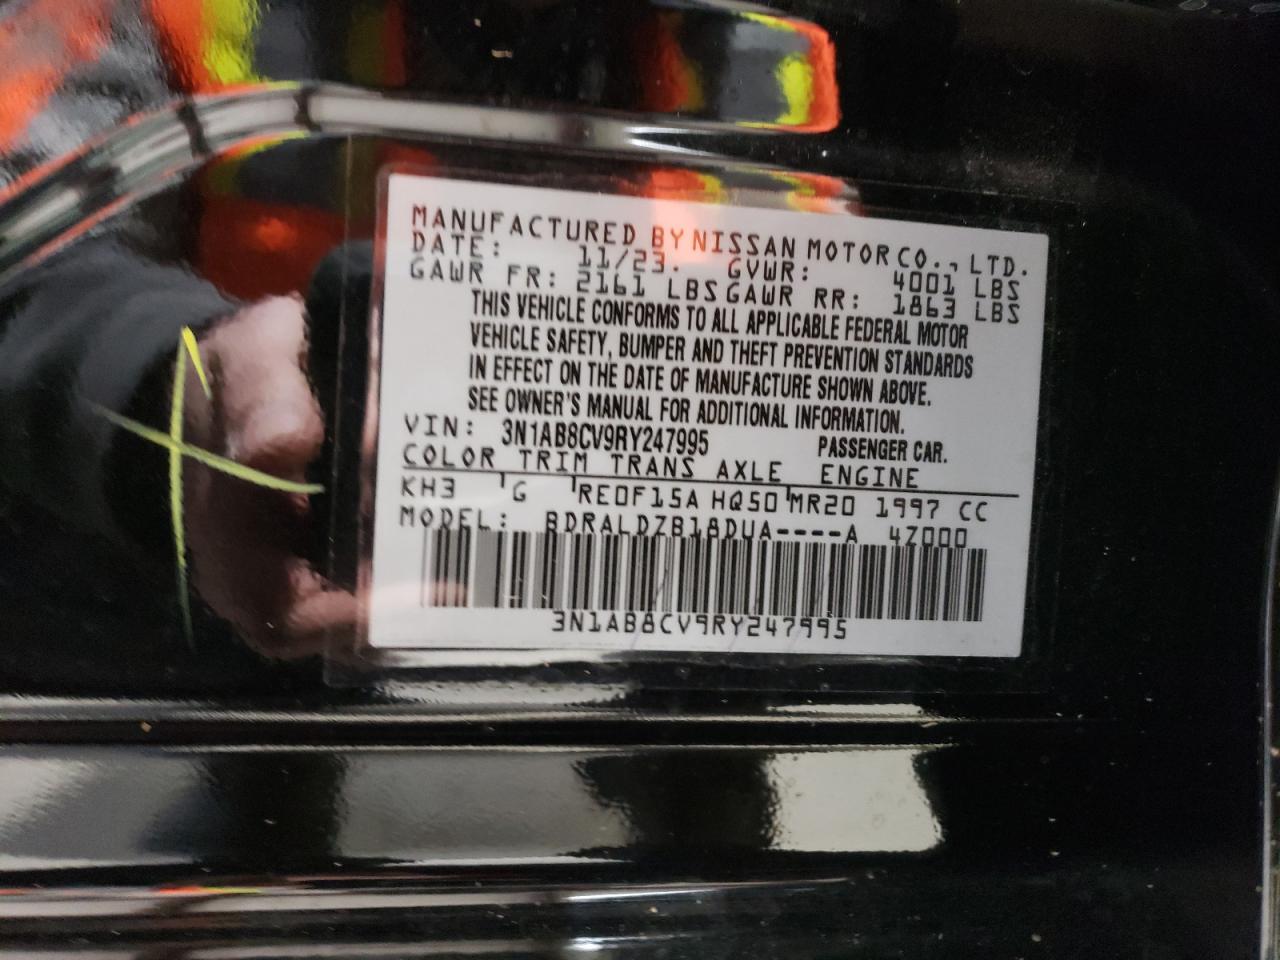 MANUFACTURED BY NISSAN MOTOR CO., LTD.
DATE: 11/23. GVWR: 4001 LBS
GAWR FR: 2161 LBS GAWR RR: 1863 LBS
THIS VEHICLE CONFORMS TO ALL APPLICABLE FEDERAL MOTOR
VEHICLE SAFETY, BUMPER AND THEFT PREVENTION STANDARDS
IN EFFECT ON THE DATE OF MANUFACTURE SHOWN ABOVE.
SEE OWNER'S MANUAL FOR ADDITIONAL INFORMATION.
VIN: 3N1AB8CV9RY247995 PASSENGER CAR.
COLOR TRIM TRANS AXLE ENGINE
KH3 G RE0F15A HQ50 MR20 1997 CC
MODEL: BDRALDZB18DUA----A 47000
3N1AB8CV9RY247995